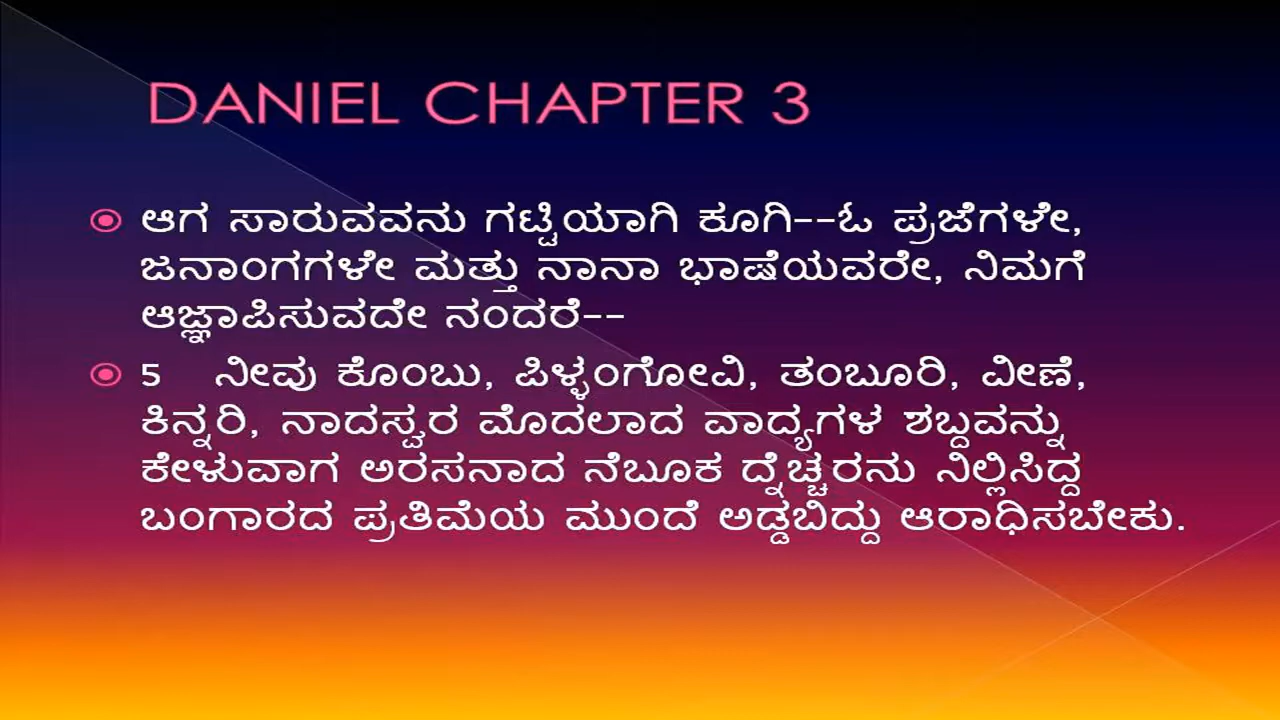 DANIEL CHAPTER 3
ಆಗ ಸಾರುವವನು ಗಟ್ಟಿಯಾಗಿ ಕೂಗಿ--ಓ ಪ್ರಜೆಗಳೇ,
ಜನಾಂಗಗಳೇ ಮತ್ತು ನಾನಾ ಭಾಷೆಯವರೇ, ನಿಮಗೆ
ಆಜ್ಞಾಪಿಸುವದೇ ನಂದರೆ--
5 ನೀವು ಕೊಂಬು, ಪಿಳ್ಳಂಗೋವಿ, ತಂಬೂರಿ, ವೀಣೆ,
ಕಿನ್ನರಿ, ನಾದಸ್ವರ ಮೊದಲಾದ ವಾದ್ಯಗಳ ಶಬ್ದವನ್ನು
ಕೇಳುವಾಗ ಅರಸನಾದ ನೆಬೂಕ ದ್ನೆಚ್ಚರನು ನಿಲ್ಲಿಸಿದ್ದ
ಬಂಗಾರದ ಪ್ರತಿಮೆಯ ಮುಂದೆ ಅಡ್ಡಬಿದ್ದು ಆರಾಧಿಸಬೇಕು.